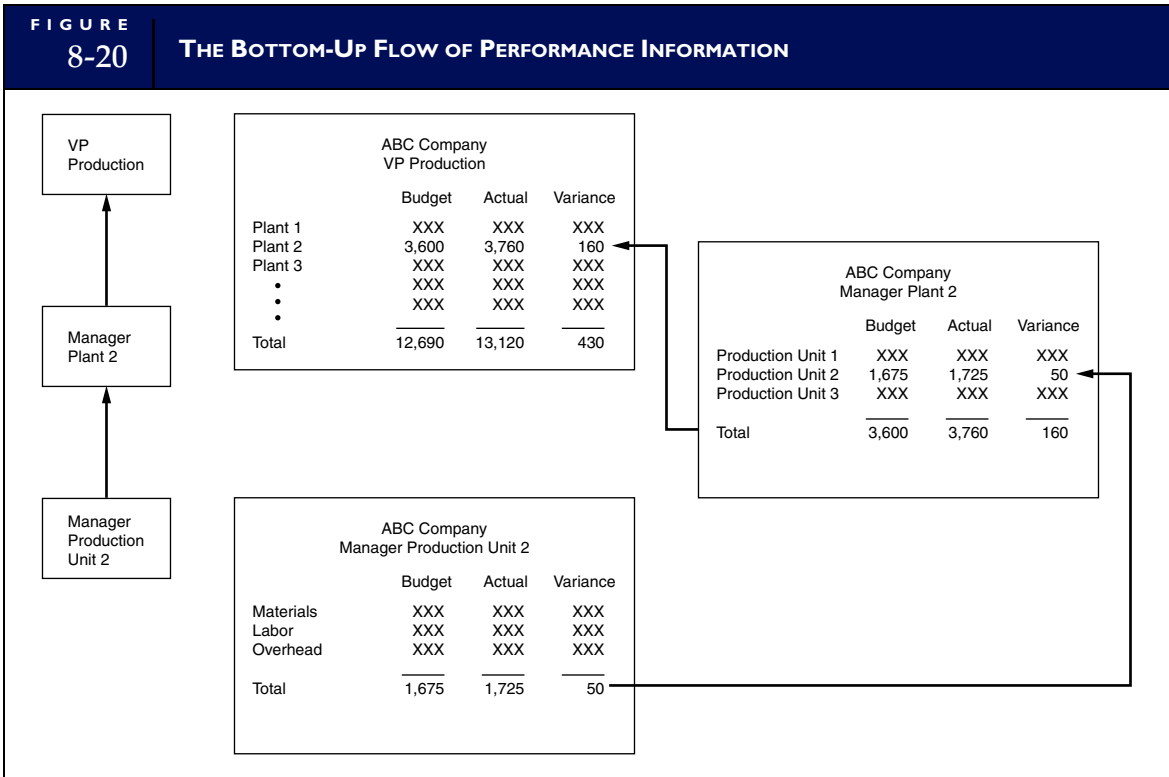 FIGURE
8-20
THE BOTTOM-UP FLOW OF PERFORMANCE INFORMATION
VP
Production
Manager
Plant 2
Manager
Production
Unit 2
ABC Company
VP Production
Budget Actual Variance
Plant 1 XXX XXX XXX
Plant 2 3,600 3,760 160
Plant 3 XXX XXX XXX
• XXX XXX XXX
• XXX XXX XXX
•
Total 12,690 13,120 430
ABC Company
Manager Plant 2
Budget Actual Variance
Production Unit 1 XXX XXX XXX
Production Unit 2 1,675 1,725 50
Production Unit 3 XXX XXX XXX
Total 3,600 3,760 160
ABC Company
Manager Production Unit 2
Budget Actual Variance
Materials XXX XXX XXX
Labor XXX XXX XXX
Overhead XXX XXX XXX
Total 1,675 1,725 50